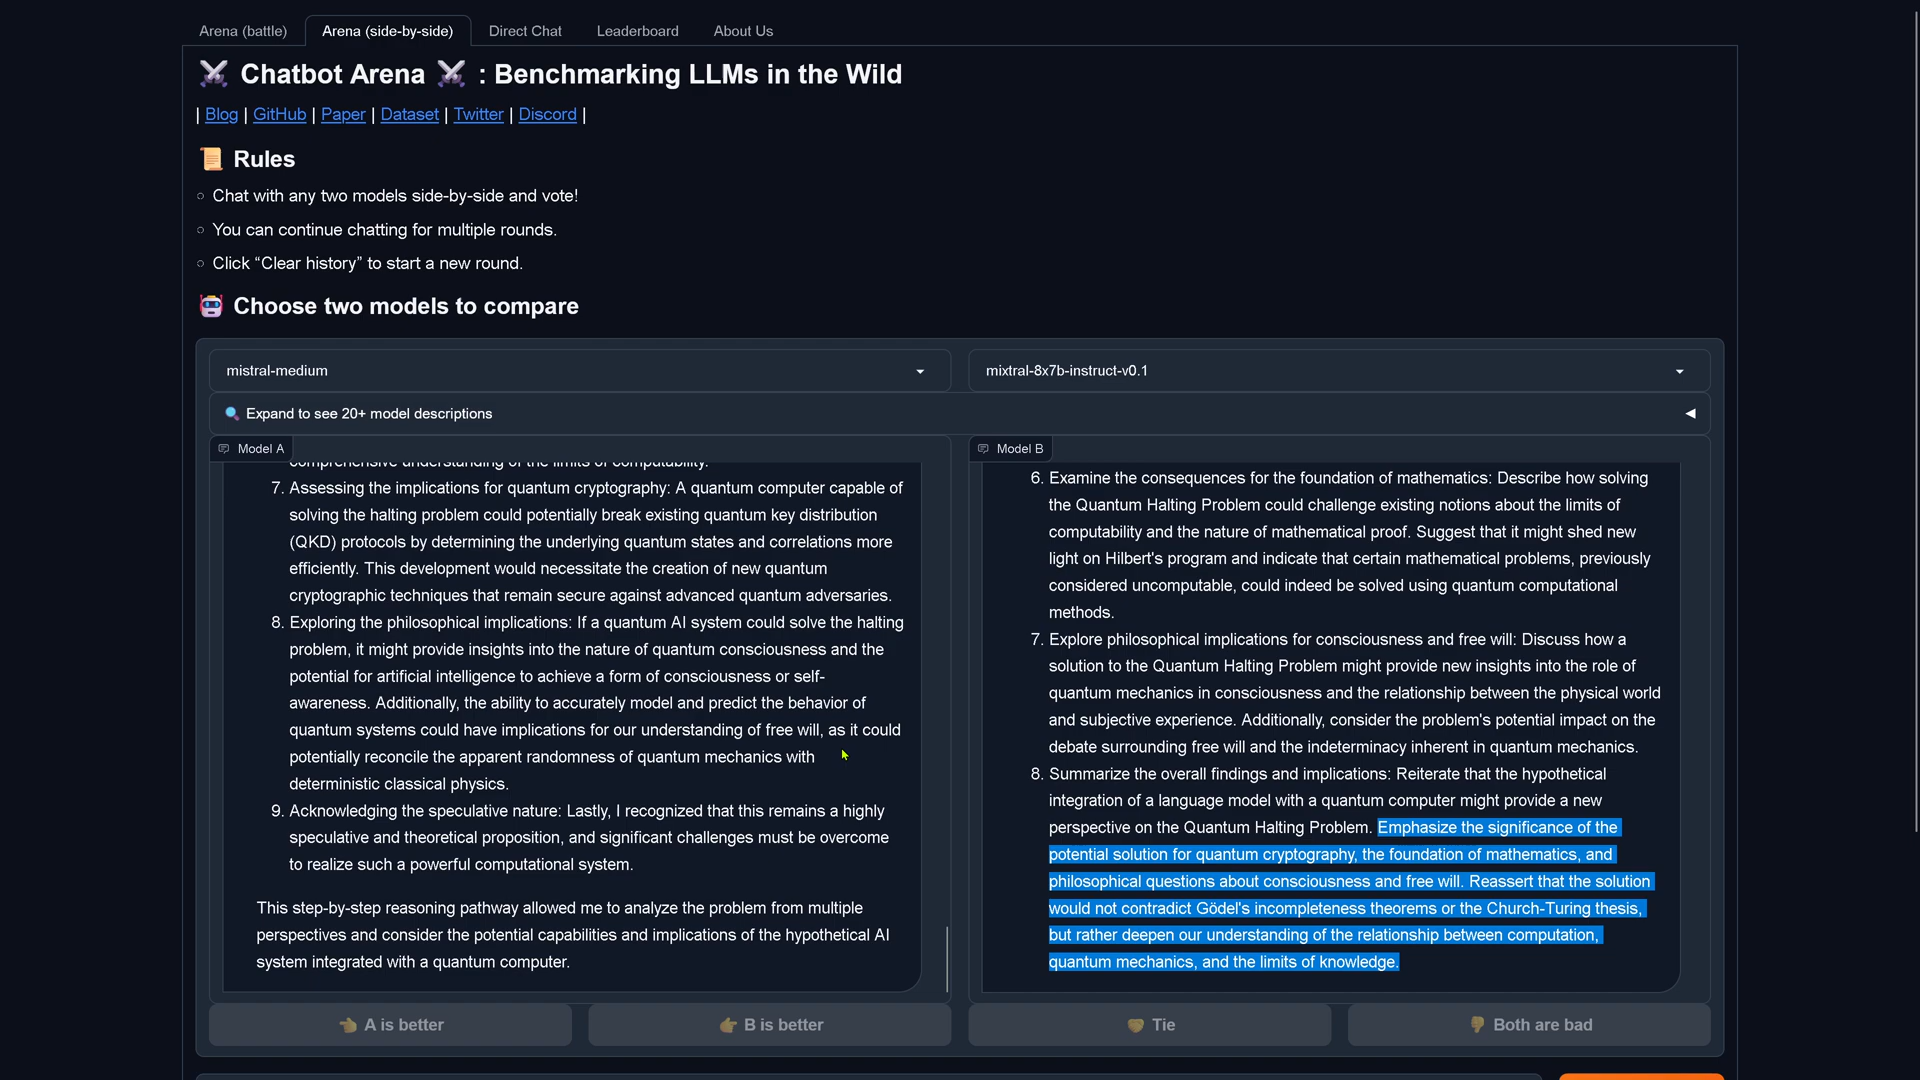 Arena (battle)
Arena (side-by-side)
Direct Chat
Leaderboard
About Us
Chatbot Arena : Benchmarking LLMs in the Wild
| Blog | GitHub | Paper | Dataset | Twitter | Discord |
Rules
Chat with any two models side-by-side and vote!
You can continue chatting for multiple rounds.
Click “Clear history” to start a new round.
Choose two models to compare
mistral-medium
mixtral-8x7b-instruct-v0.1
Expand to see 20+ model descriptions
Model A
comprehensive understanding of the limits of computability.
7. Assessing the implications for quantum cryptography: A quantum computer capable of
solving the halting problem could potentially break existing quantum key distribution
(QKD) protocols by determining the underlying quantum states and correlations more
efficiently. This development would necessitate the creation of new quantum
cryptographic techniques that remain secure against advanced quantum adversaries.
8. Exploring the philosophical implications: If a quantum AI system could solve the halting
problem, it might provide insights into the nature of quantum consciousness and the
potential for artificial intelligence to achieve a form of consciousness or self-
awareness. Additionally, the ability to accurately model and predict the behavior of
quantum systems could have implications for our understanding of free will, as it could
potentially reconcile the apparent randomness of quantum mechanics with
deterministic classical physics.
9. Acknowledging the speculative nature: Lastly, I recognized that this remains a highly
speculative and theoretical proposition, and significant challenges must be overcome
to realize such a powerful computational system.
This step-by-step reasoning pathway allowed me to analyze the problem from multiple
perspectives and consider the potential capabilities and implications of the hypothetical AI
system integrated with a quantum computer.
Model B
6. Examine the consequences for the foundation of mathematics: Describe how solving
the Quantum Halting Problem could challenge existing notions about the limits of
computability and the nature of mathematical proof. Suggest that it might shed new
light on Hilbert's program and indicate that certain mathematical problems, previously
considered uncomputable, could indeed be solved using quantum computational
methods.
7. Explore philosophical implications for consciousness and free will: Discuss how a
solution to the Quantum Halting Problem might provide new insights into the role of
quantum mechanics in consciousness and the relationship between the physical world
and subjective experience. Additionally, consider the problem's potential impact on the
debate surrounding free will and the indeterminacy inherent in quantum mechanics.
8. Summarize the overall findings and implications: Reiterate that the hypothetical
integration of a language model with a quantum computer might provide a new
perspective on the Quantum Halting Problem. Emphasize the significance of the
potential solution for quantum cryptography, the foundation of mathematics, and
philosophical questions about consciousness and free will. Reassert that the solution
would not contradict Gödel's incompleteness theorems or the Church-Turing thesis,
but rather deepen our understanding of the relationship between computation,
quantum mechanics, and the limits of knowledge.
A is better
B is better
Tie
Both are bad